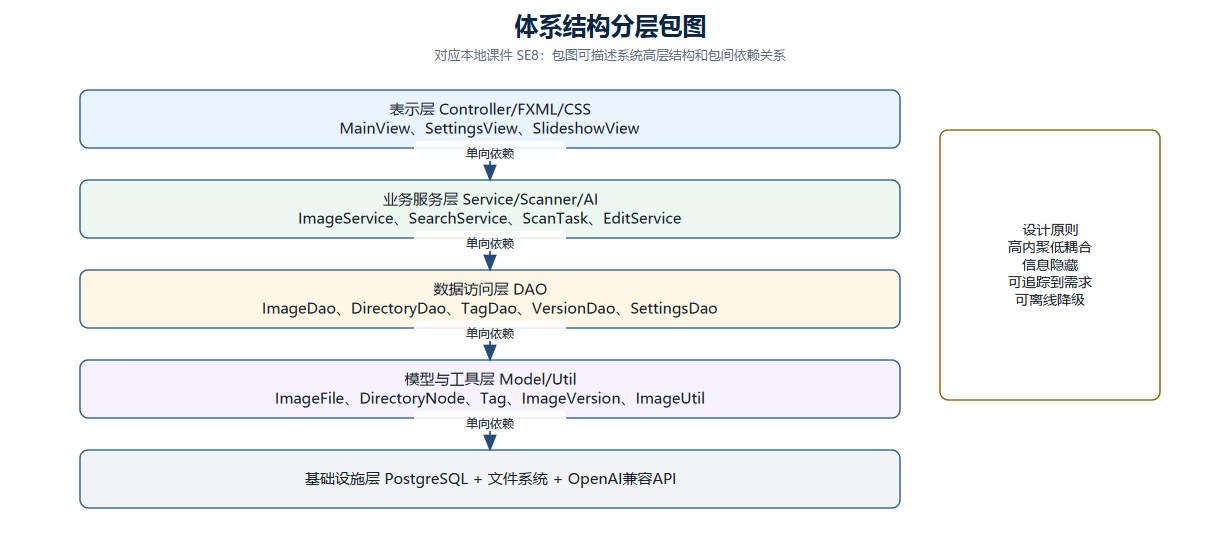 体系结构分层包图
对应本地课件 SE8：包图可描述系统高层结构和包间依赖关系
表示层 Controller/FXML/CSS
MainView、SettingsView、SlideshowView
单向依赖
业务服务层 Service/Scanner/AI
ImageService、SearchService、ScanTask、EditService
单向依赖
数据访问层 DAO
ImageDao、DirectoryDao、TagDao、VersionDao、SettingsDao
单向依赖
模型与工具层 Model/Util
ImageFile、DirectoryNode、Tag、ImageVersion、ImageUtil
单向依赖
基础设施层 PostgreSQL + 文件系统 + OpenAI兼容API
设计原则
高内聚低耦合
信息隐藏
可追踪到需求
可离线降级